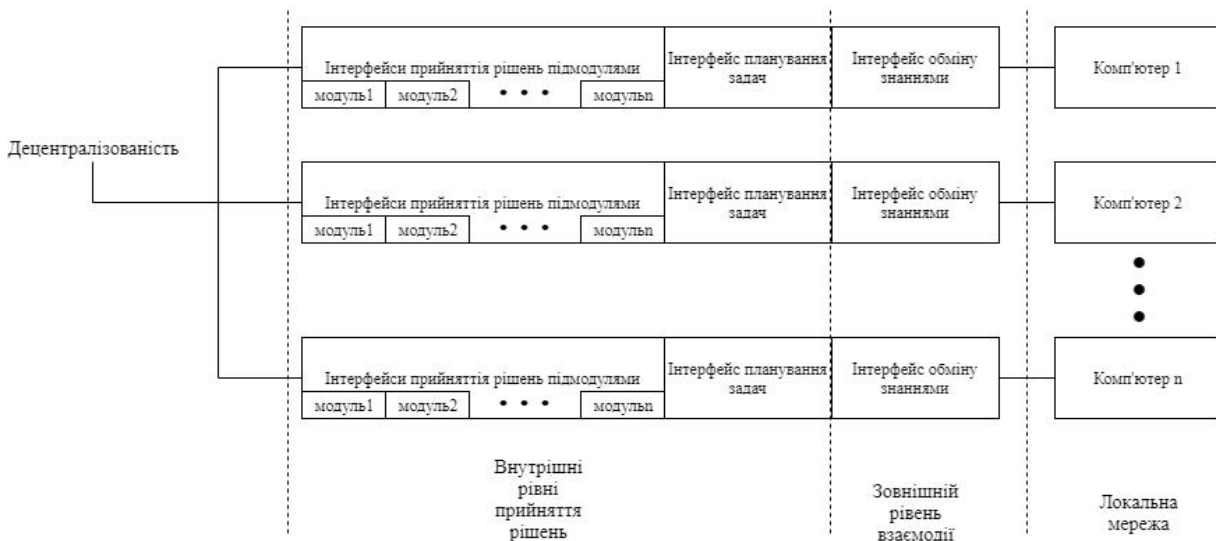 Децентралізованість
Інтерфейси прийняття рішень підмодулями
модуль1 модуль2 • • • модульn
Інтерфейс планування
задач
Інтерфейс обміну
знаннями
Комп'ютер 1
Інтерфейси прийняття рішень підмодулями
модуль1 модуль2 • • • модульn
Інтерфейс планування
задач
Інтерфейс обміну
знаннями
Комп'ютер 2
Інтерфейси прийняття рішень підмодулями
модуль1 модуль2 • • • модульn
Інтерфейс планування
задач
Інтерфейс обміну
знаннями
Комп'ютер n
Внутрішні
рівні
прийняття
рішень
Зовнішній
рівень
взаємодії
Локальна
мережа